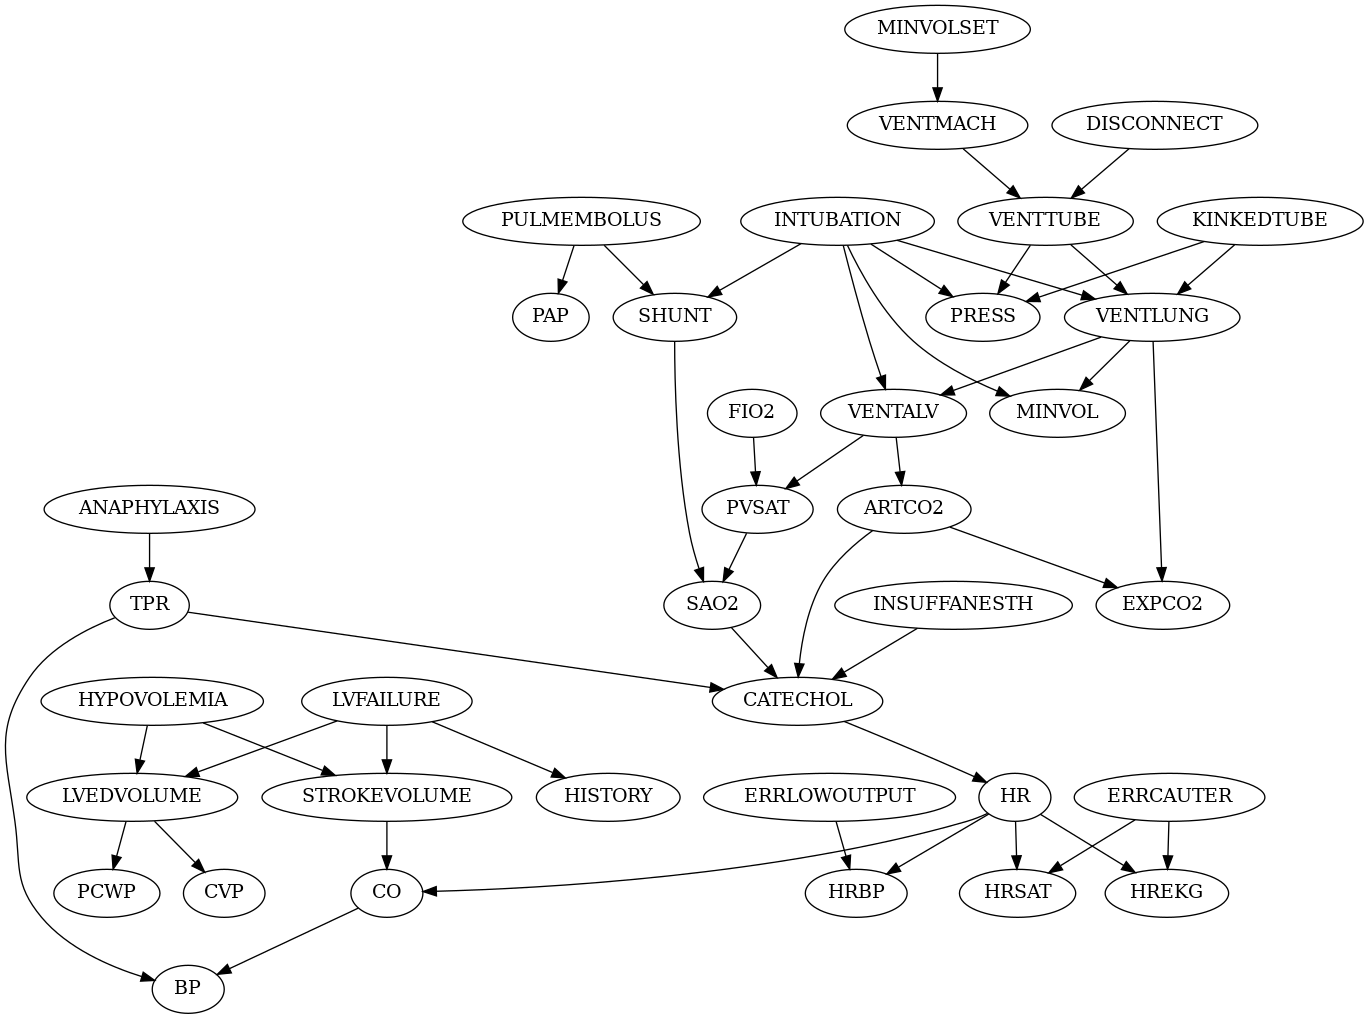 MINVOLSET
VENTMACH
DISCONNECT
PULMEMBOLUS
INTUBATION
VENTTUBE
KINKEDTUBE
PAP
SHUNT
PRESS
VENTLUNG
FIO2
VENTALV
MINVOL
ANAPHYLAXIS
PVSAT
ARTCO2
TPR
SAO2
INSUFFANESTH
EXPCO2
HYPOVOLEMIA
LVFAILURE
CATECHOL
LVEDVOLUME
STROKEVOLUME
HISTORY
ERRLOWOUTPUT
HR
ERRCAUTER
PCWP
CVP
CO
HRBP
HRSAT
HREKG
BP